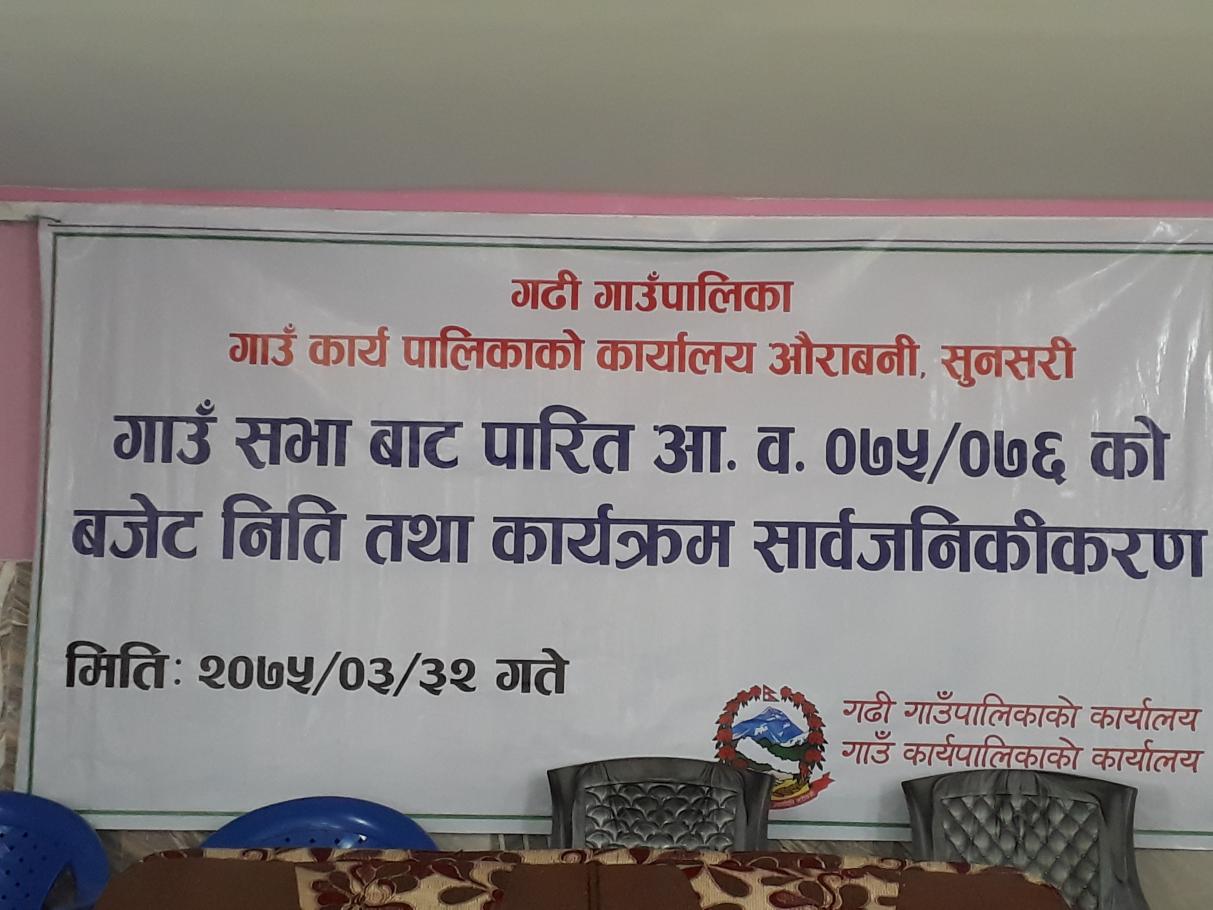 गढी गाउँपालिका
गाउँ कार्य पालिकाको कार्यालय औराबनी, सुनसरी
गाउँ सभा बाट पारित आ. व. ०७५/०७६ को
बजेट निति तथा कार्यक्रम सार्वजनिकीकरण
मितिः २०७५/०३/३२ गते
गढी गाउँपालिकाको कार्यालय
गाउँ कार्यपालिकाको कार्यालय